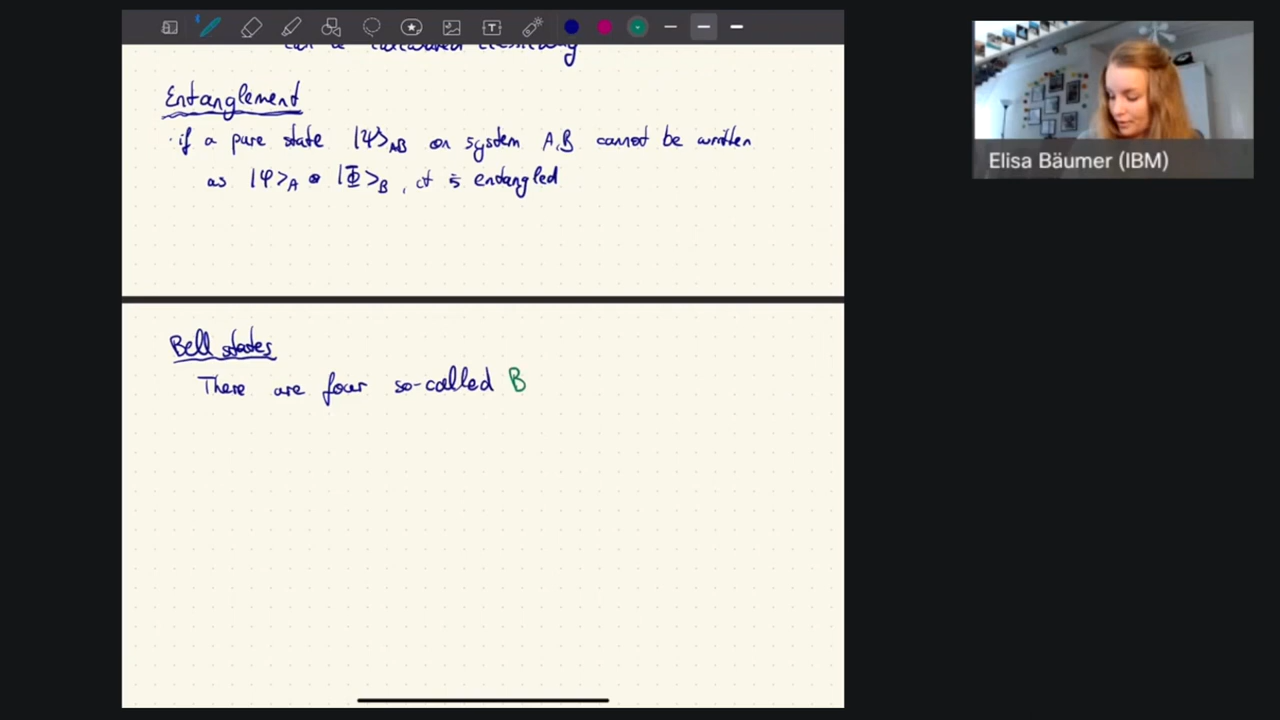 Entanglement
· if a pure state |Ψ>AB on system A,B cannot be written
as |φ>A ⊗ |Φ>B, it is entangled
Bell states
There are four so-called B
Elisa Bäumer (IBM)